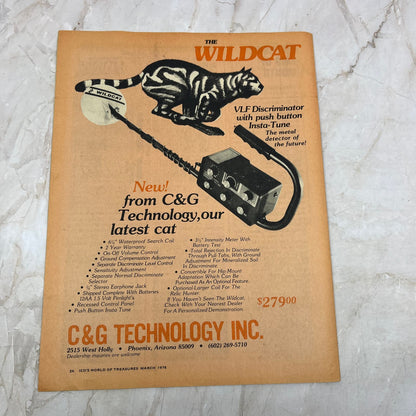 THE
WILDCAT
WILDCAT
VLF Discriminator
with push button
Insta-Tune
The metal
detector of
the future!
New!
from C&G
Technology, our
latest cat
• 6½" Waterproof Search Coil
• 2 Year Warranty
• On-Off Volume Control
• Ground Compensation Adjustment
• Separate Discriminate Level Control
• Sensitivity Adjustment
• Separate Normal Discriminate
Selector
• ¼" Stereo Earphone Jack
• Shipped Complete With Batteries
12AA 1.5 Volt Penlight's
• Recessed Control Panel
• Push Button Insta-Tune
• 3½" Intensity Meter With
Battery Test
• Total Rejection In Discriminate
Through Pull Tabs, With Ground
Adjustment For Mineralized Soil
In Discriminate.
• Convertible For Hip Mount
Adaptation Which Can Be
Purchased As An Optional Feature.
• Optional Larger Coil For The
Relic Hunter.
If You Haven't Seen The Wildcat,
Check With Your Nearest Dealer
For A Personalized Demonstration.
$279.00
C&G TECHNOLOGY INC.
2515 West Holly • Phoenix, Arizona 85009 • (602) 269-5710
Dealership inquiries are welcome
WORLD OF TREASURES MARCH 1978